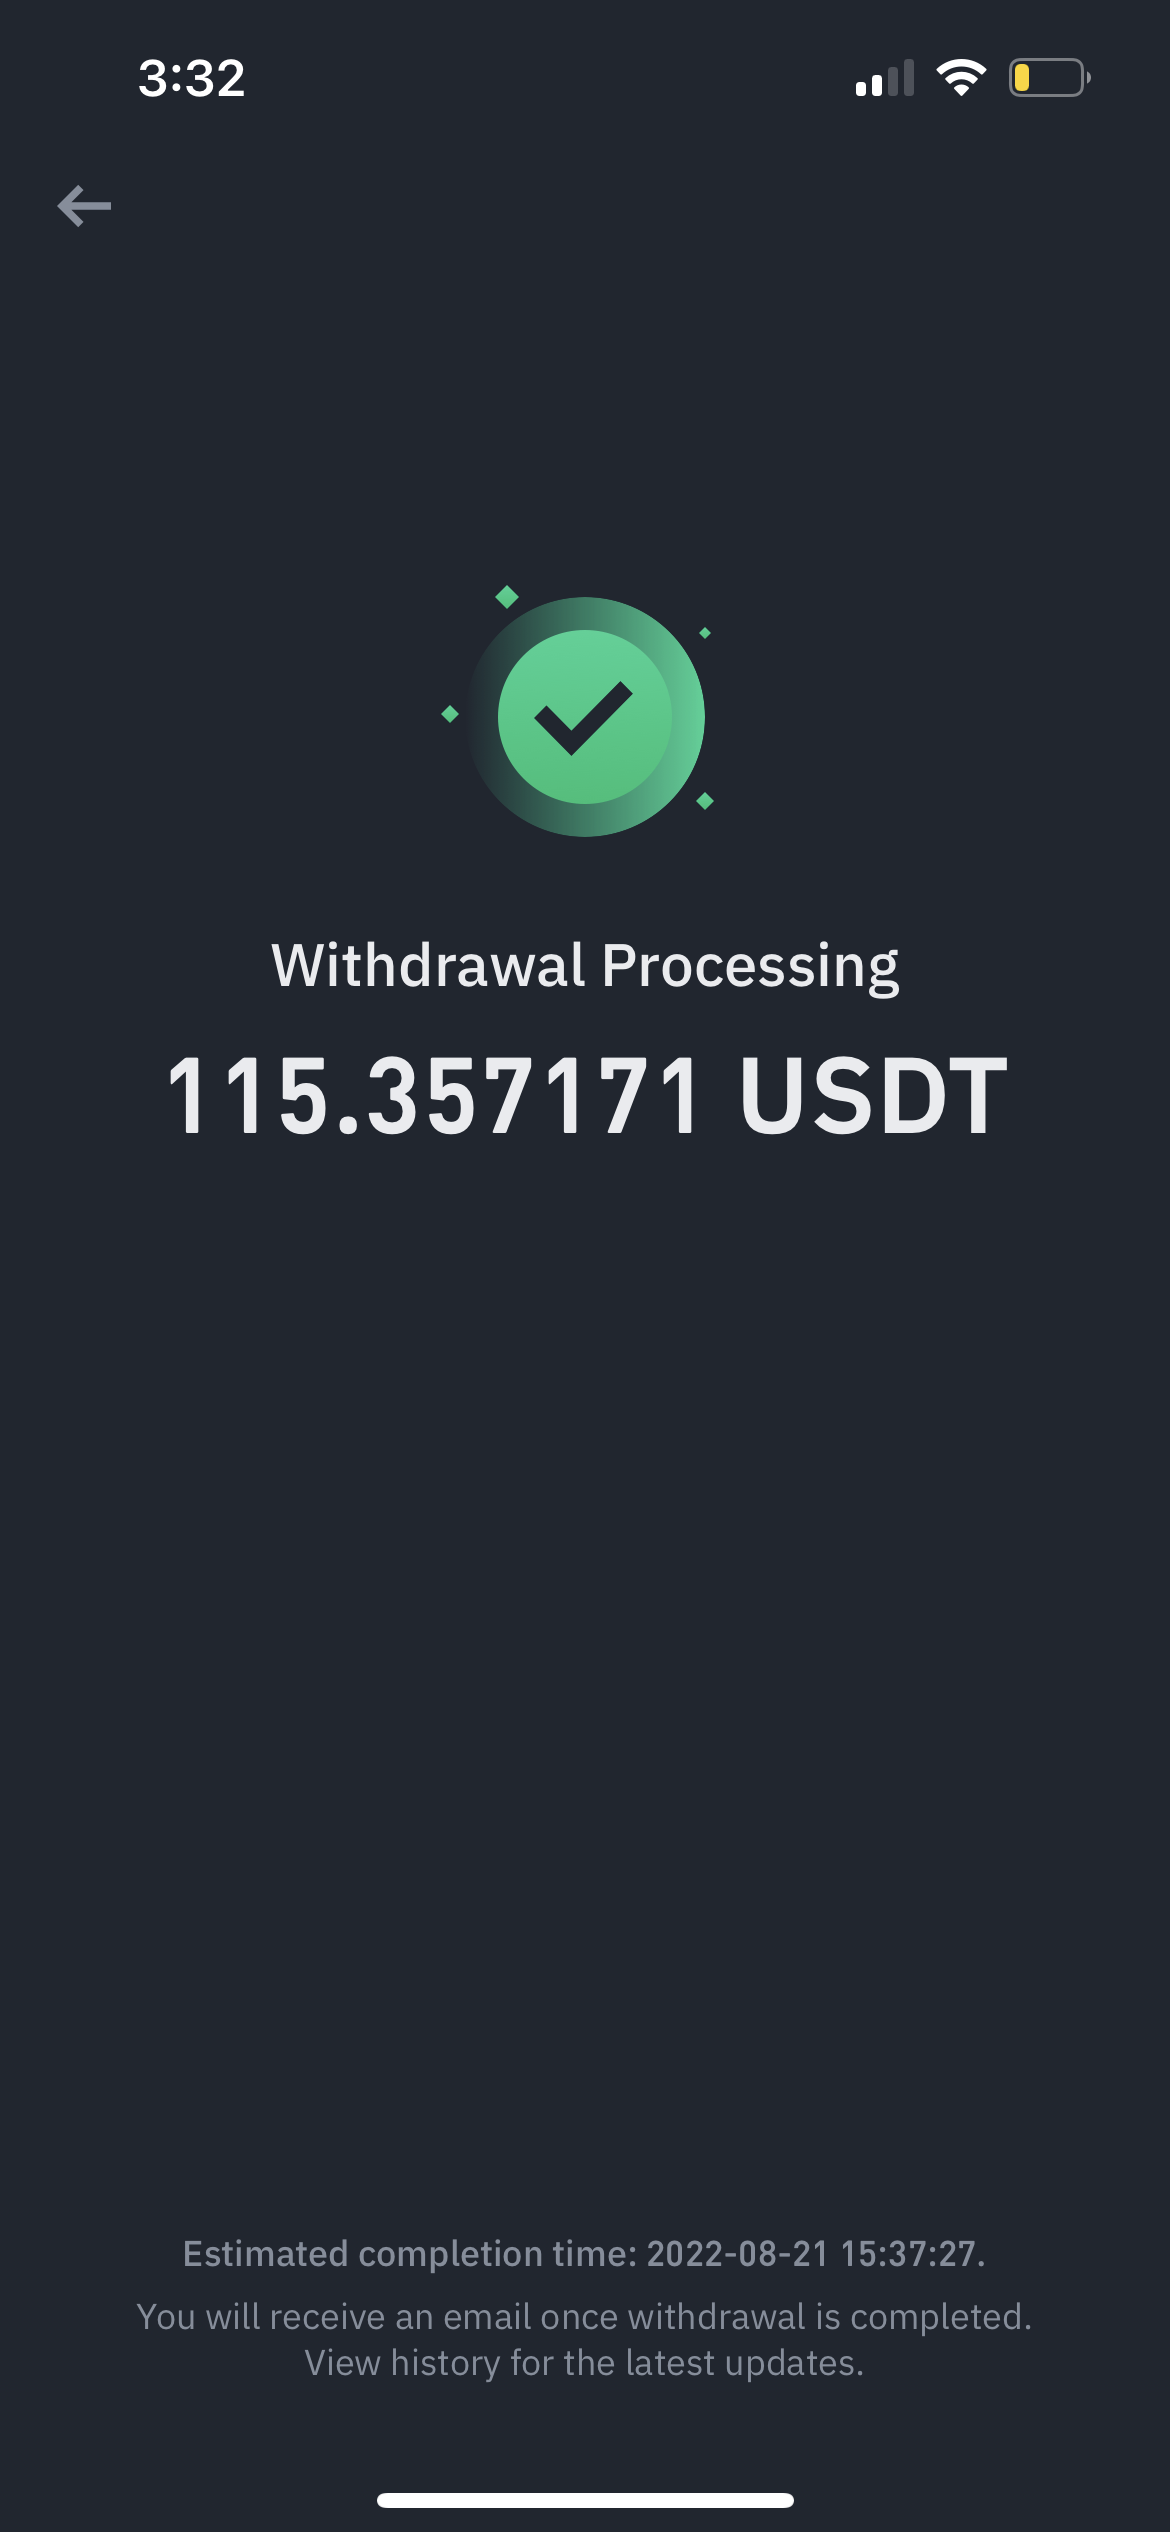 3:32
Withdrawal Processing
115.357171 USDT
Estimated completion time: 2022-08-21 15:37:27.
You will receive an email once withdrawal is completed.
View history for the latest updates.